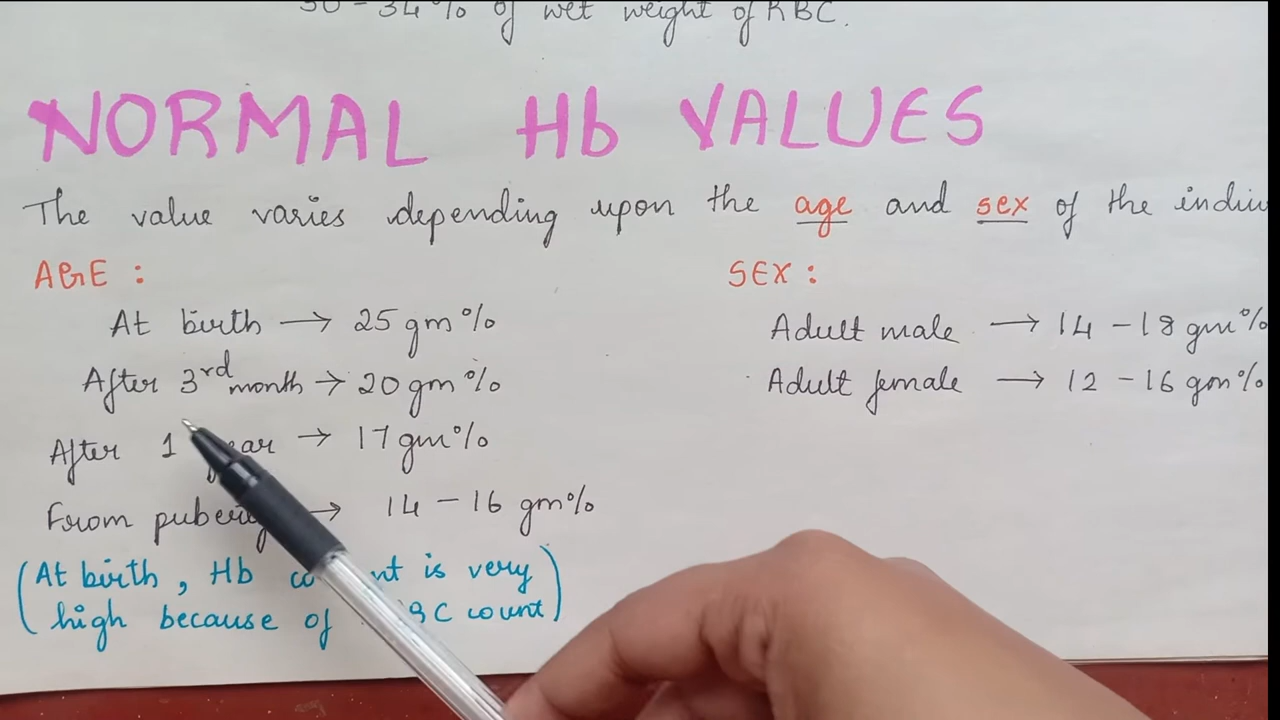 30-34% of wet weight of RBC.
NORMAL Hb VALUES
The value varies depending upon the age and sex of the
AGE :
At birth → 25 gm%
After 3rd month → 20 gm%
After 1 → 17 gm%
From → 14 - 16 gm%
(At birth, Hb is very
high because of count)
SEX :
Adult male → 14 - 18 gm%
Adult female → 12 - 16 gm%